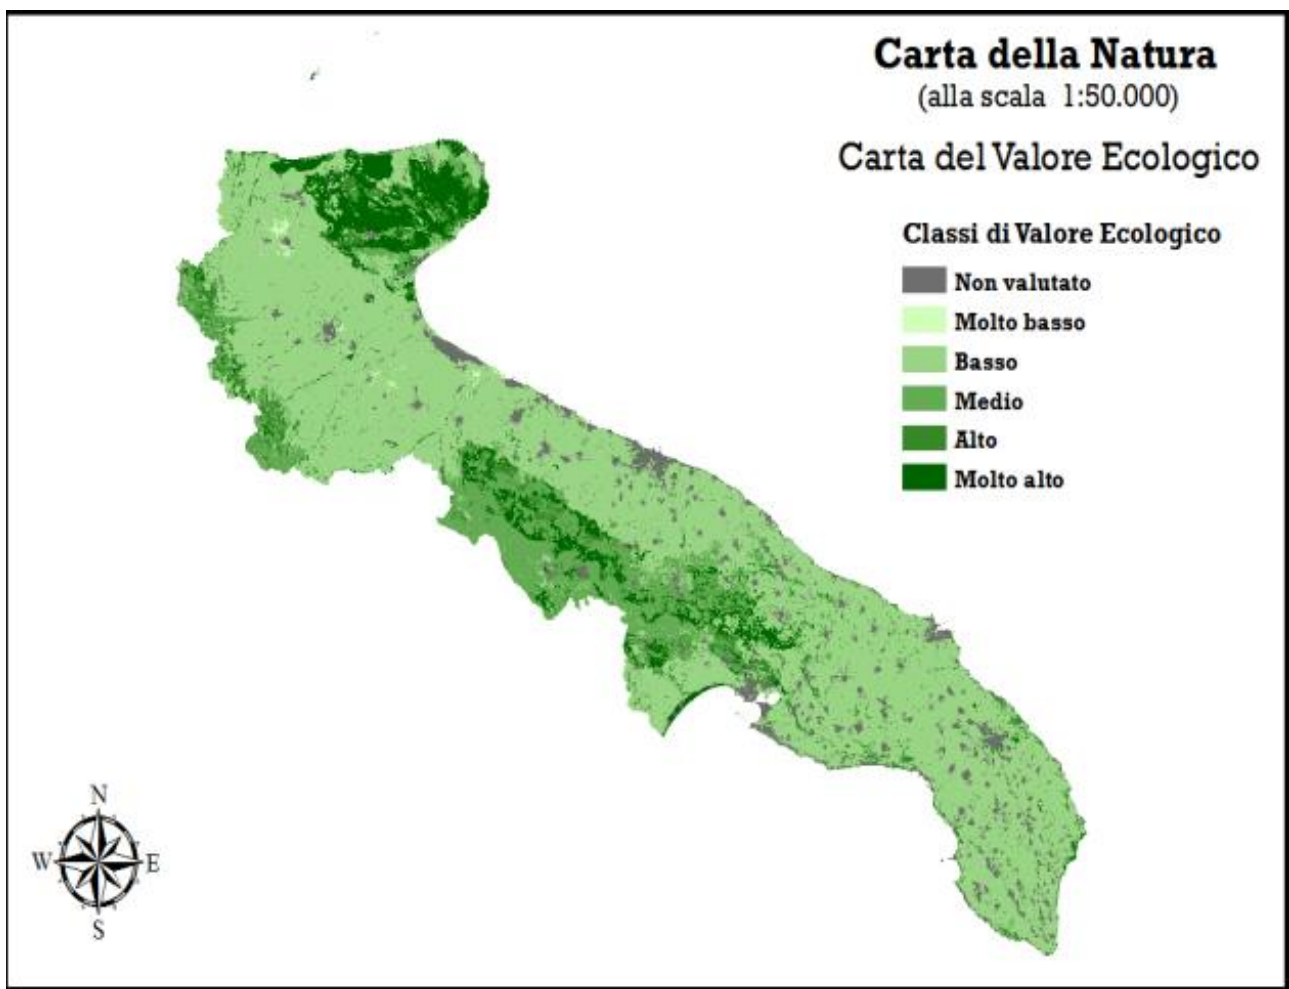 Carta della Natura
(alla scala 1:50.000)
Carta del Valore Ecologico
Classi di Valore Ecologico
Non valutato
Molto basso
Basso
Medio
Alto
Molto alto
N
W E
S